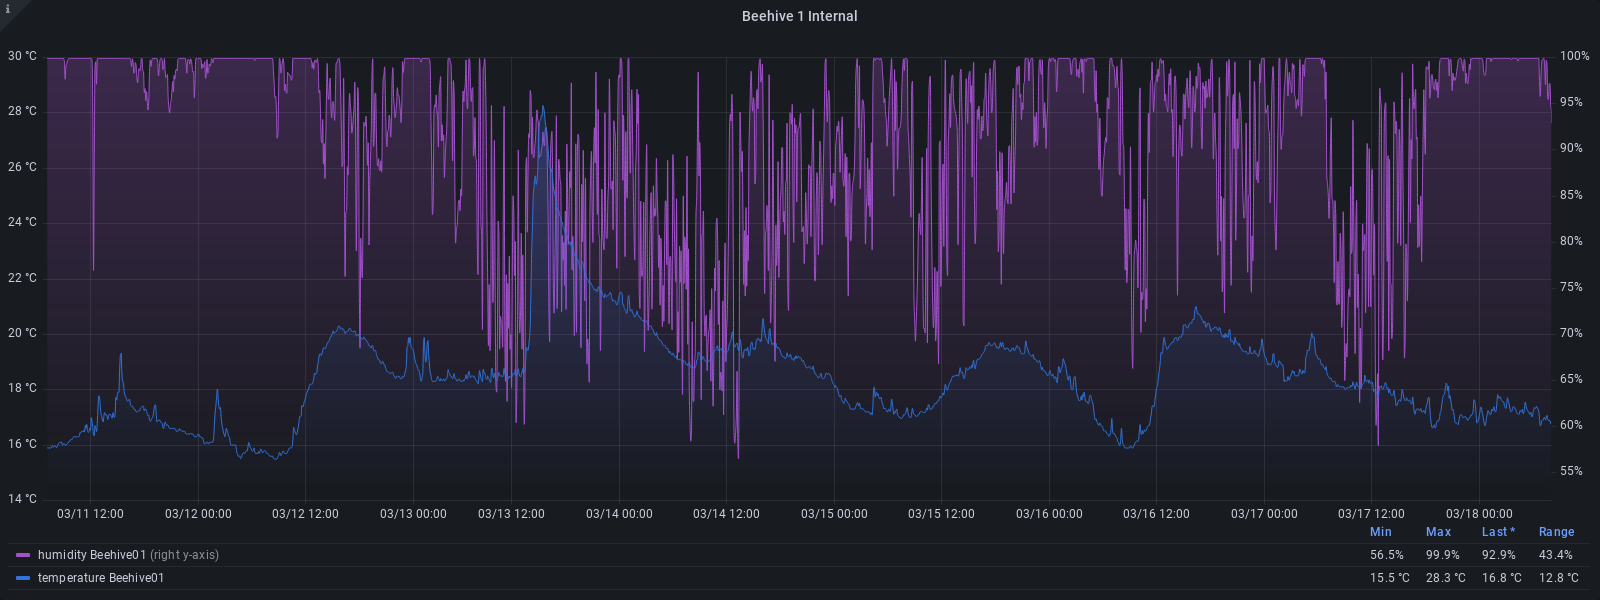 i
Beehive 1 Internal
30 °C 100%
28 °C 95%
26 °C 90%
24 °C 85%
22 °C 80%
20 °C 75%
18 °C 70%
16 °C 65%
14 °C 60%
55%
03/11 12:00 03/12 00:00 03/12 12:00 03/13 00:00 03/13 12:00 03/14 00:00 03/14 12:00 03/15 00:00 03/15 12:00 03/16 00:00 03/16 12:00 03/17 00:00 03/17 12:00 03/18 00:00
Min Max Last * Range
humidity Beehive01 (right y-axis) 56.5% 99.9% 92.9% 43.4%
temperature Beehive01 15.5 °C 28.3 °C 16.8 °C 12.8 °C